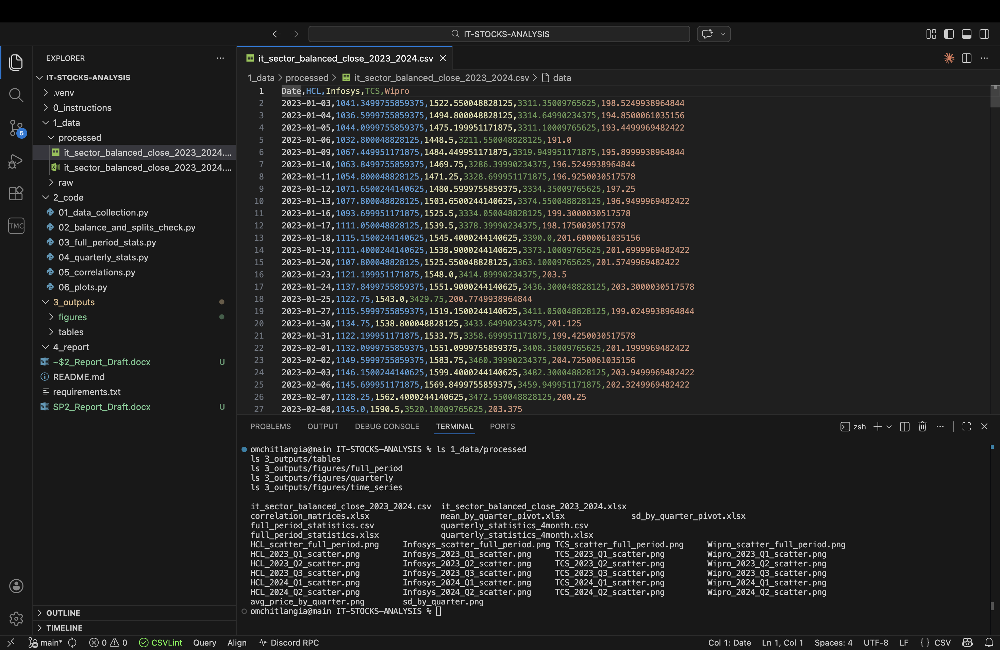 IT-STOCKS-ANALYSIS
EXPLORER
IT-STOCKS-ANALYSIS
.venv
0_instructions
1_data
processed
it_sector_balanced_close_2023_2024....
it_sector_balanced_close_2023_2024....
raw
2_code
01_data_collection.py
02_balance_and_splits_check.py
03_full_period_stats.py
04_quarterly_stats.py
05_correlations.py
06_plots.py
3_outputs
figures
tables
4_report
~$2_Report_Draft.docx U
README.md
requirements.txt
SP2_Report_Draft.docx U
OUTLINE
TIMELINE
5
TMC
it_sector_balanced_close_2023_2024.csv
1_data > processed > it_sector_balanced_close_2023_2024.csv > data
1 Date,HCL,Infosys,TCS,Wipro
2 2023-01-03,1041.3499755859375,1522.550048828125,3311.35009765625,198.5249938964844
3 2023-01-04,1036.5999755859375,1494.800048828125,3314.64990234375,194.8500061035156
4 2023-01-05,1044.0999755859375,1475.199951171875,3311.10009765625,193.4499969482422
5 2023-01-06,1032.800048828125,1448.5,3211.550048828125,191.0
6 2023-01-09,1067.449951171875,1484.449951171875,3319.949951171875,195.8999938964844
7 2023-01-10,1063.8499755859375,1469.75,3286.39990234375,196.5249938964844
8 2023-01-11,1054.800048828125,1471.25,3328.699951171875,196.9250030517578
9 2023-01-12,1071.6500244140625,1480.5999755859375,3334.35009765625,197.25
10 2023-01-13,1077.800048828125,1503.6500244140625,3374.550048828125,196.9499969482422
11 2023-01-16,1093.699951171875,1525.5,3334.050048828125,199.3000030517578
12 2023-01-17,1111.050048828125,1539.5,3378.39990234375,198.1750030517578
13 2023-01-18,1115.1500244140625,1545.4000244140625,3390.0,201.6000061035156
14 2023-01-19,1111.4000244140625,1538.9000244140625,3373.10009765625,201.6999969482422
15 2023-01-20,1107.800048828125,1525.550048828125,3363.10009765625,201.5749969482422
16 2023-01-23,1121.199951171875,1548.0,3414.89990234375,203.5
17 2023-01-24,1137.8499755859375,1551.9000244140625,3436.300048828125,203.3000030517578
18 2023-01-25,1122.75,1543.0,3429.75,200.7749938964844
19 2023-01-27,1115.5999755859375,1519.1500244140625,3411.050048828125,199.0249938964844
20 2023-01-30,1134.75,1538.800048828125,3433.64990234375,201.125
21 2023-01-31,1122.199951171875,1533.75,3358.699951171875,199.4250030517578
22 2023-02-01,1132.0999755859375,1551.0999755859375,3408.35009765625,201.1999969482422
23 2023-02-02,1149.5999755859375,1583.75,3460.39990234375,204.7250061035156
24 2023-02-03,1146.1500244140625,1599.4000244140625,3482.300048828125,203.9499969482422
25 2023-02-06,1145.699951171875,1569.8499755859375,3459.949951171875,202.3249969482422
26 2023-02-07,1128.25,1562.4000244140625,3472.550048828125,200.25
27 2023-02-08,1145.0,1590.5,3520.10009765625,203.375
PROBLEMS OUTPUT DEBUG CONSOLE TERMINAL PORTS zsh
omchitlangia@main IT-STOCKS-ANALYSIS % ls 1_data/processed
ls 3_outputs/tables
ls 3_outputs/figures/full_period
ls 3_outputs/figures/quarterly
ls 3_outputs/figures/time_series
it_sector_balanced_close_2023_2024.csv it_sector_balanced_close_2023_2024.xlsx
correlation_matrices.xlsx mean_by_quarter_pivot.xlsx sd_by_quarter_pivot.xlsx
full_period_statistics.csv quarterly_statistics_4month.csv
full_period_statistics.xlsx quarterly_statistics_4month.xlsx
HCL_scatter_full_period.png Infosys_scatter_full_period.png TCS_scatter_full_period.png Wipro_scatter_full_period.png
HCL_2023_Q1_scatter.png Infosys_2023_Q1_scatter.png TCS_2023_Q1_scatter.png Wipro_2023_Q1_scatter.png
HCL_2023_Q2_scatter.png Infosys_2023_Q2_scatter.png TCS_2023_Q2_scatter.png Wipro_2023_Q2_scatter.png
HCL_2023_Q3_scatter.png Infosys_2023_Q3_scatter.png TCS_2023_Q3_scatter.png Wipro_2023_Q3_scatter.png
HCL_2024_Q1_scatter.png Infosys_2024_Q1_scatter.png TCS_2024_Q1_scatter.png Wipro_2024_Q1_scatter.png
HCL_2024_Q2_scatter.png Infosys_2024_Q2_scatter.png TCS_2024_Q2_scatter.png Wipro_2024_Q2_scatter.png
avg_price_by_quarter.png sd_by_quarter.png
omchitlangia@main IT-STOCKS-ANALYSIS %
main* 0 0 CSVLint Query Align Discord RPC Col 1: Date Ln 1, Col 1 Spaces: 4 UTF-8 LF {} CSV